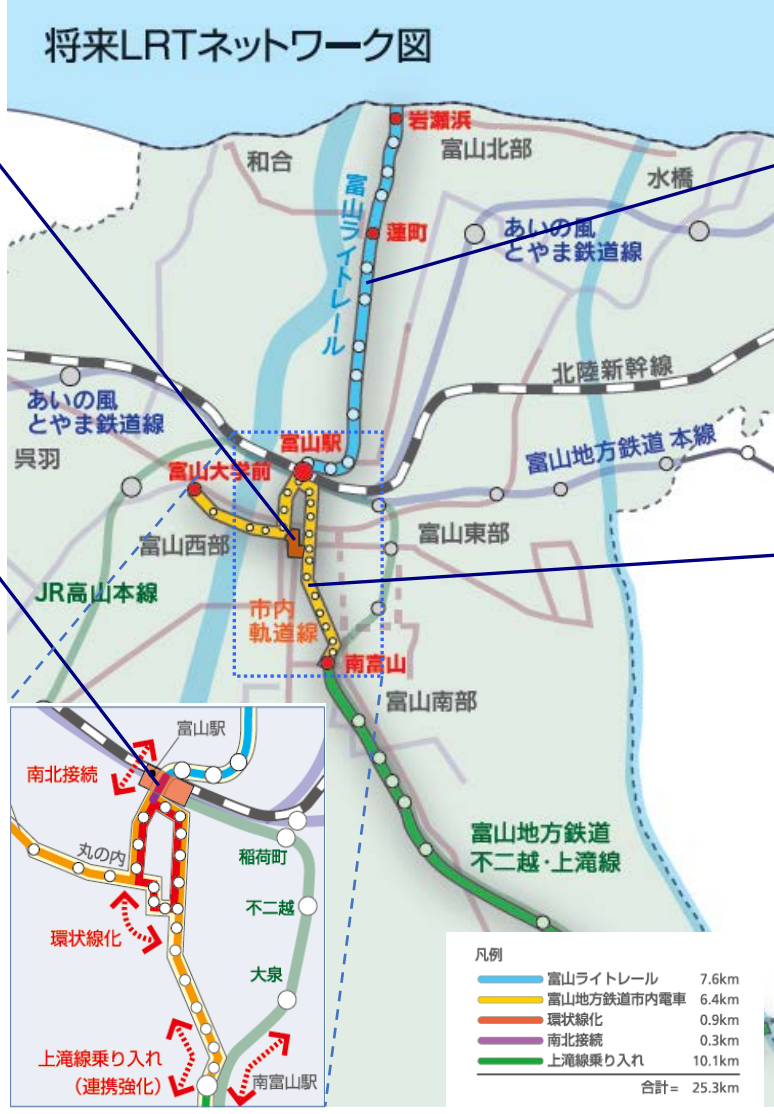 将来LRTネットワーク図
岩瀬浜
富山北部
和合
水橋
富山ライトレール
蓮町
あいの風
とやま鉄道線
北陸新幹線
あいの風
とやま鉄道線
呉羽
富山駅
富山大学前
富山地方鉄道 本線
富山西部
富山東部
JR高山本線
市内
軌道線
南富山
富山南部
富山地方鉄道
不二越・上滝線
富山駅
南北接続
丸の内
稲荷町
環状線化
不二越
大泉
上滝線乗り入れ
（連携強化）
南富山駅
凡例
富山ライトレール 7.6km
富山地方鉄道市内電車 6.4km
環状線化 0.9km
南北接続 0.3km
上滝線乗り入れ 10.1km
合計= 25.3km